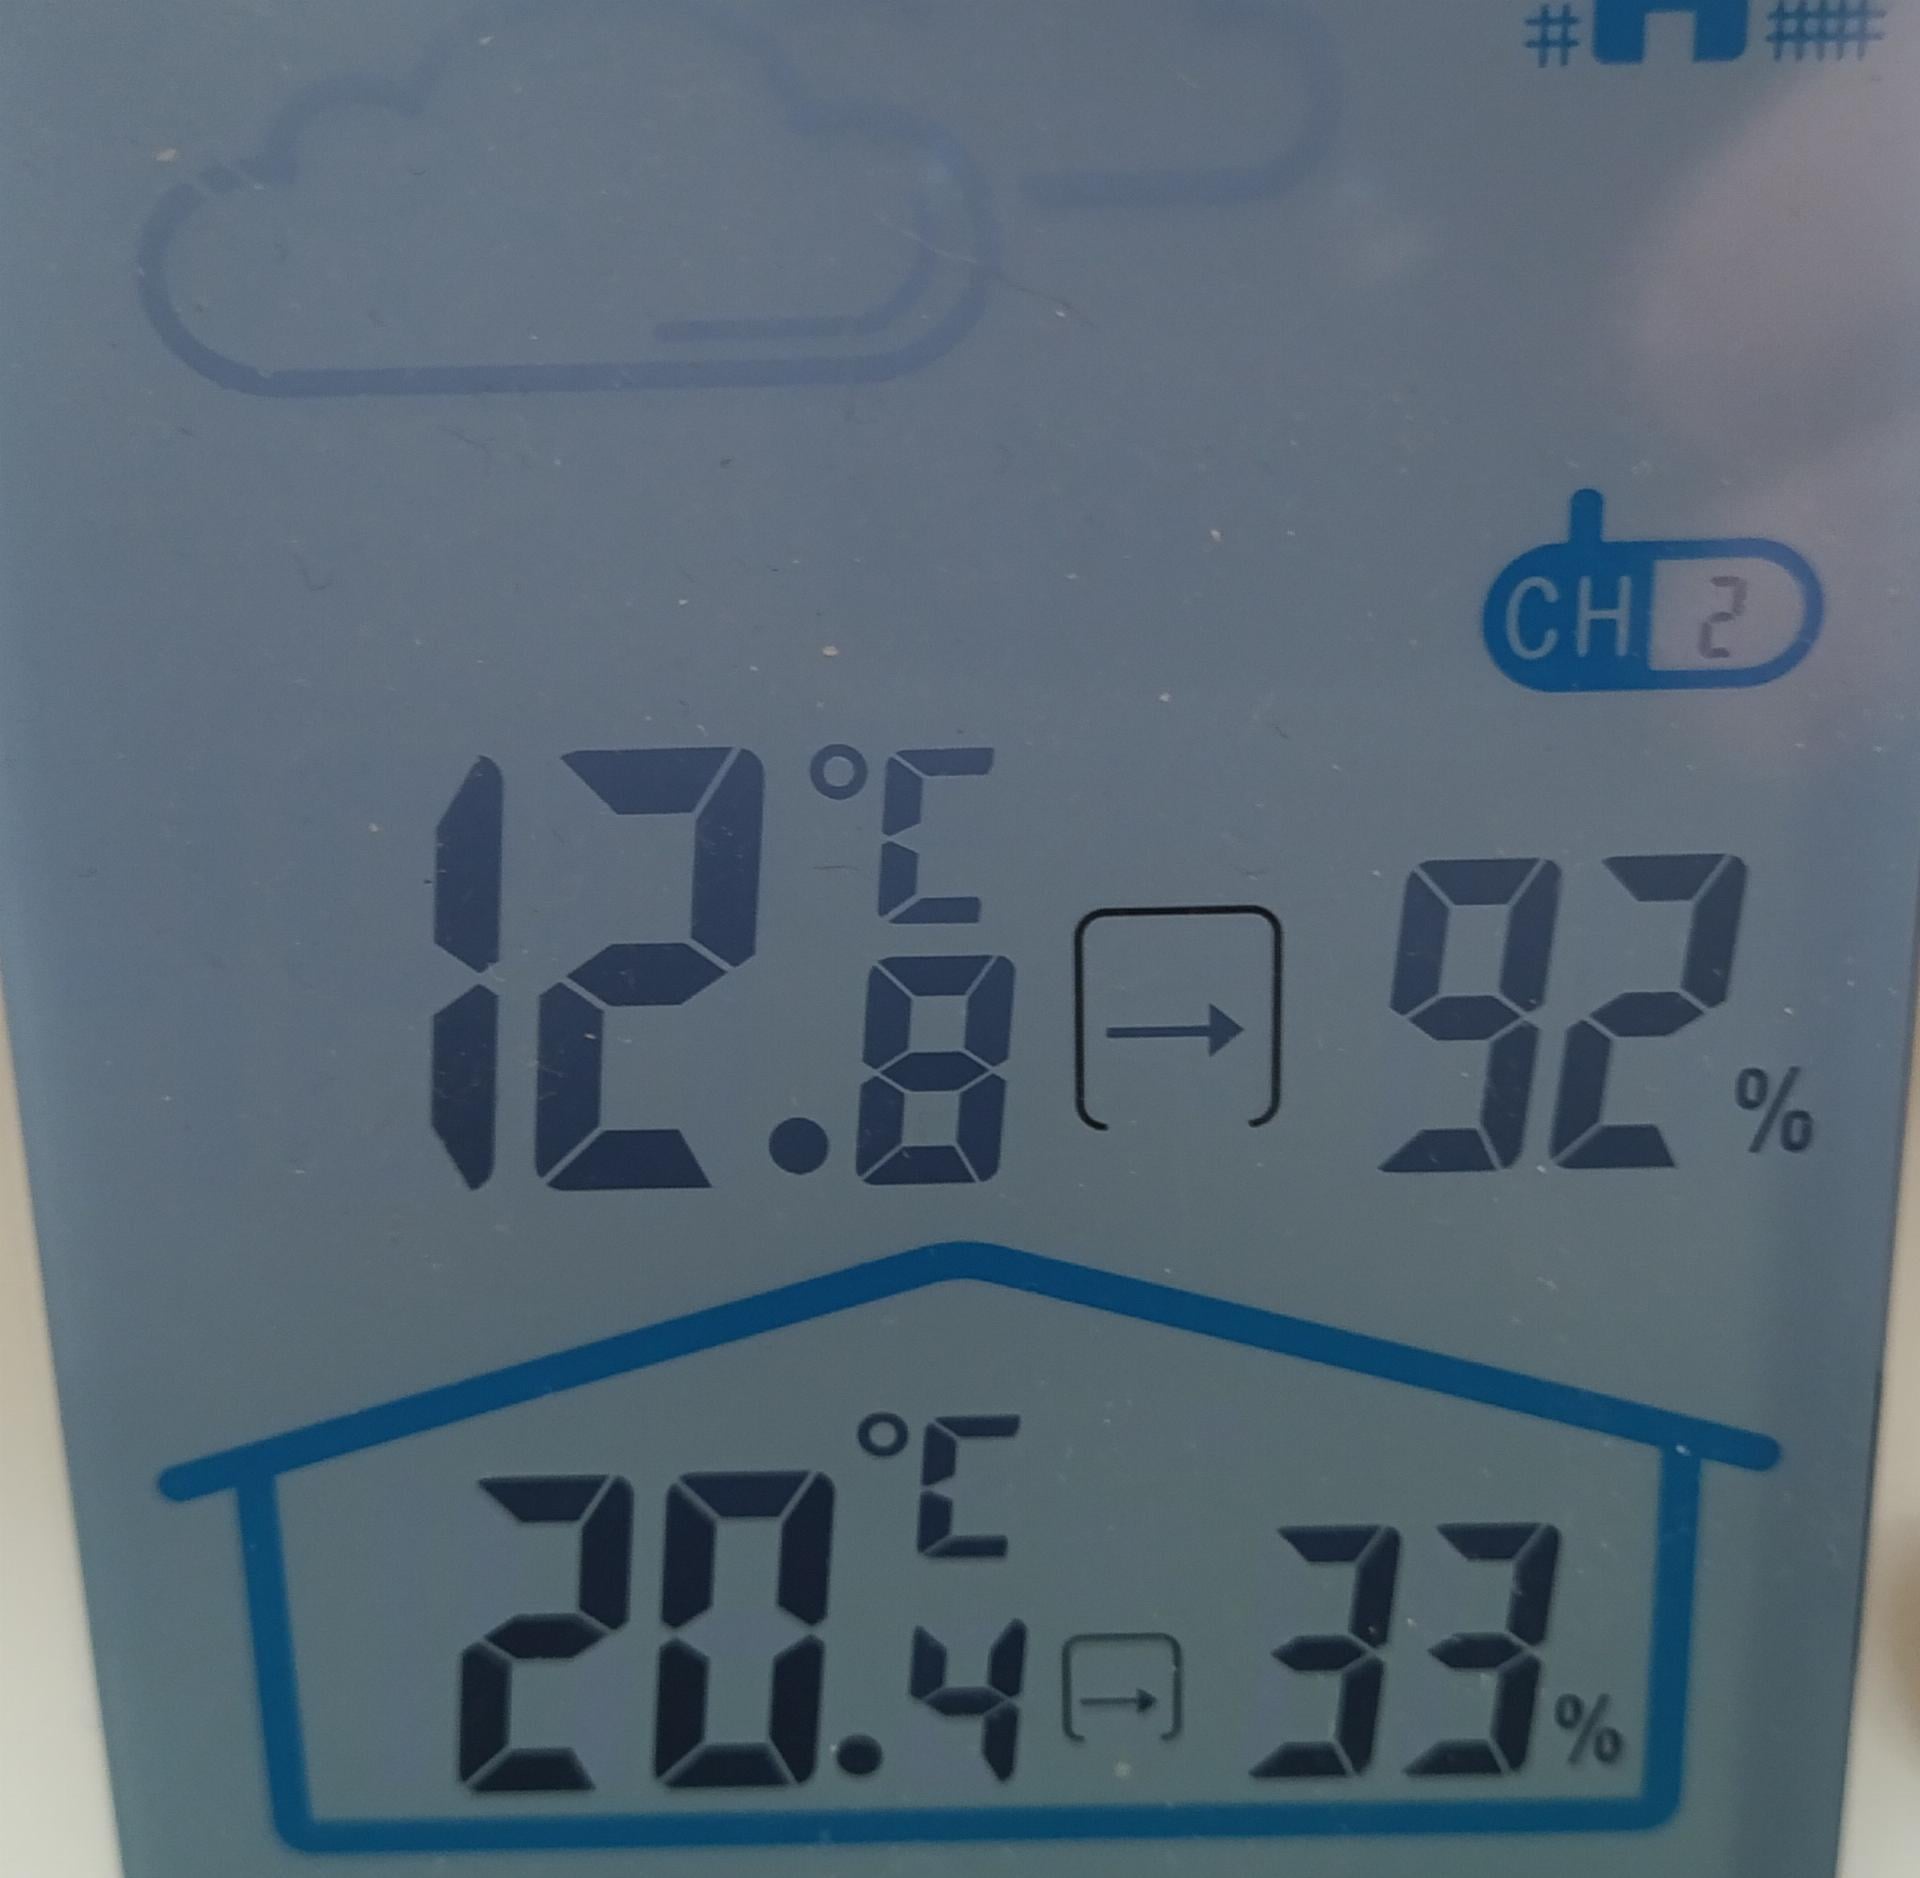 CH 2
12.8 °C → 92 %
20.4 °C → 33 %